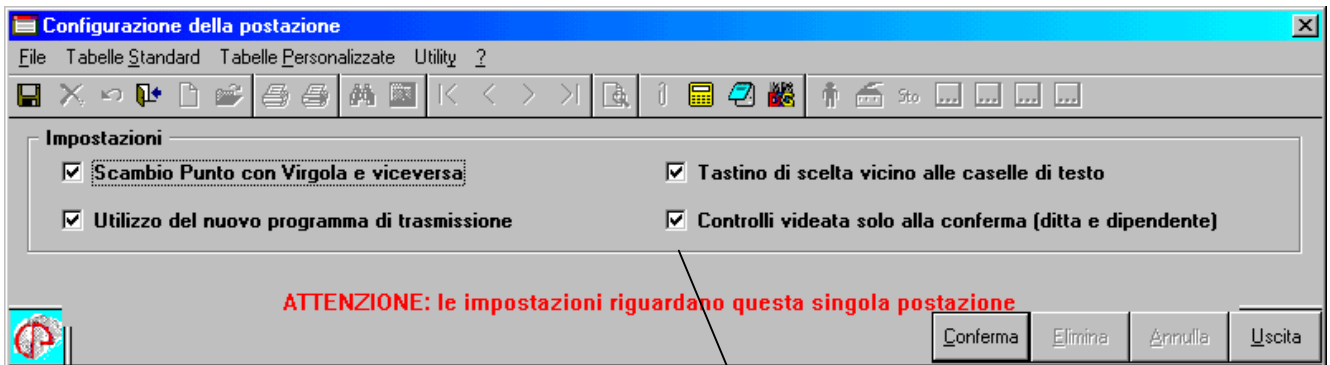 Configurazione della postazione
File Tabelle Standard Tabelle Personalizzate Utility ?
Sto
Impostazioni
Scambio Punto con Virgola e viceversa Tastino di scelta vicino alle caselle di testo
Utilizzo del nuovo programma di trasmissione Controlli videata solo alla conferma (ditta e dipendente)
ATTENZIONE: le impostazioni riguardano questa singola postazione
Conferma Elimina Annulla Uscita